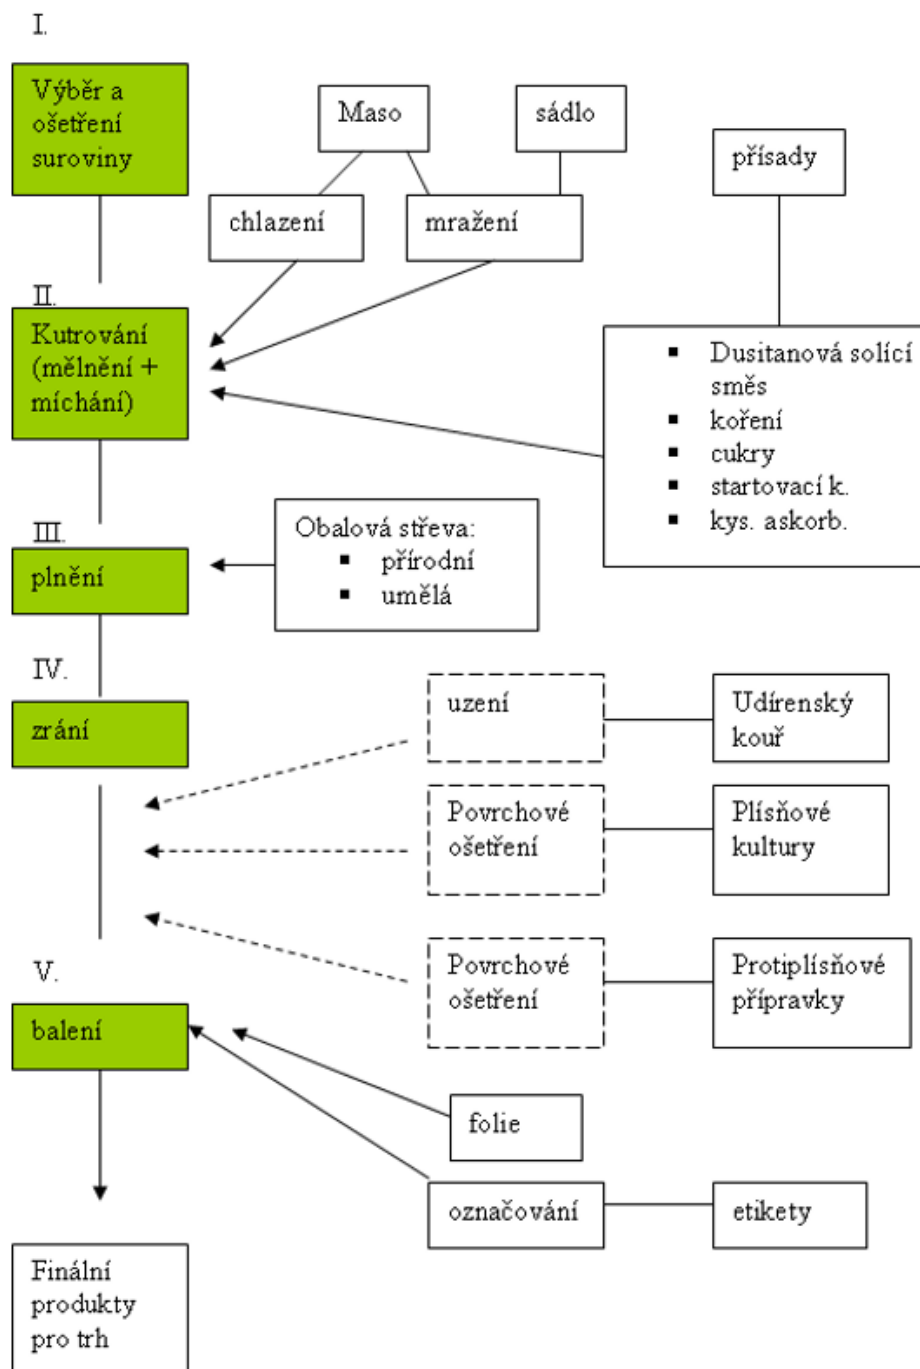 I.
Výběr a
ošetření
suroviny
Maso
sádlo
přísady
chlazení
mražení
II.
Kutrování
(mělnění +
míchání)
▪ Dusitanová solící
směs
▪ koření
▪ cukry
▪ startovací k.
▪ kys. askorb.
III.
plnění
Obalová střeva:
▪ přírodní
▪ umělá
IV.
zrání
uzení
Udírenský
kouř
Povrchové
ošetření
Plísňové
kultury
Povrchové
ošetření
Protiplísňové
přípravky
V.
balení
folie
označování
etikety
Finální
produkty
pro trh